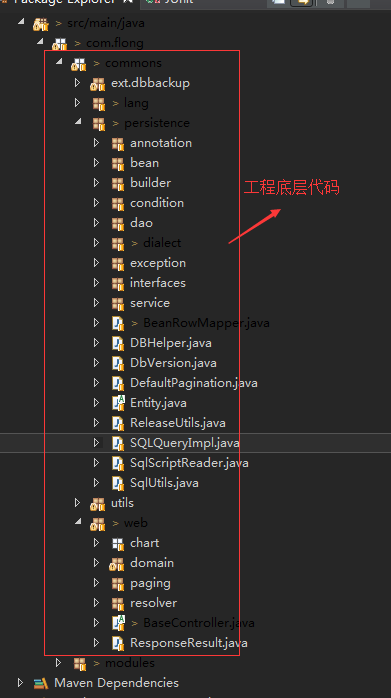 Package Explorer
JUnit
> src/main/java
> com.flong
> commons
ext.dbbackup
> lang
> persistence
annotation
bean
builder
condition
工程底层代码
dao
> dialect
exception
interfaces
service
> BeanRowMapper.java
DBHelper.java
DbVersion.java
DefaultPagination.java
Entity.java
ReleaseUtils.java
SQLQueryImpl.java
SqlScriptReader.java
SqlUtils.java
utils
> web
chart
domain
paging
resolver
> BaseController.java
ResponseResult.java
> modules
Maven Dependencies